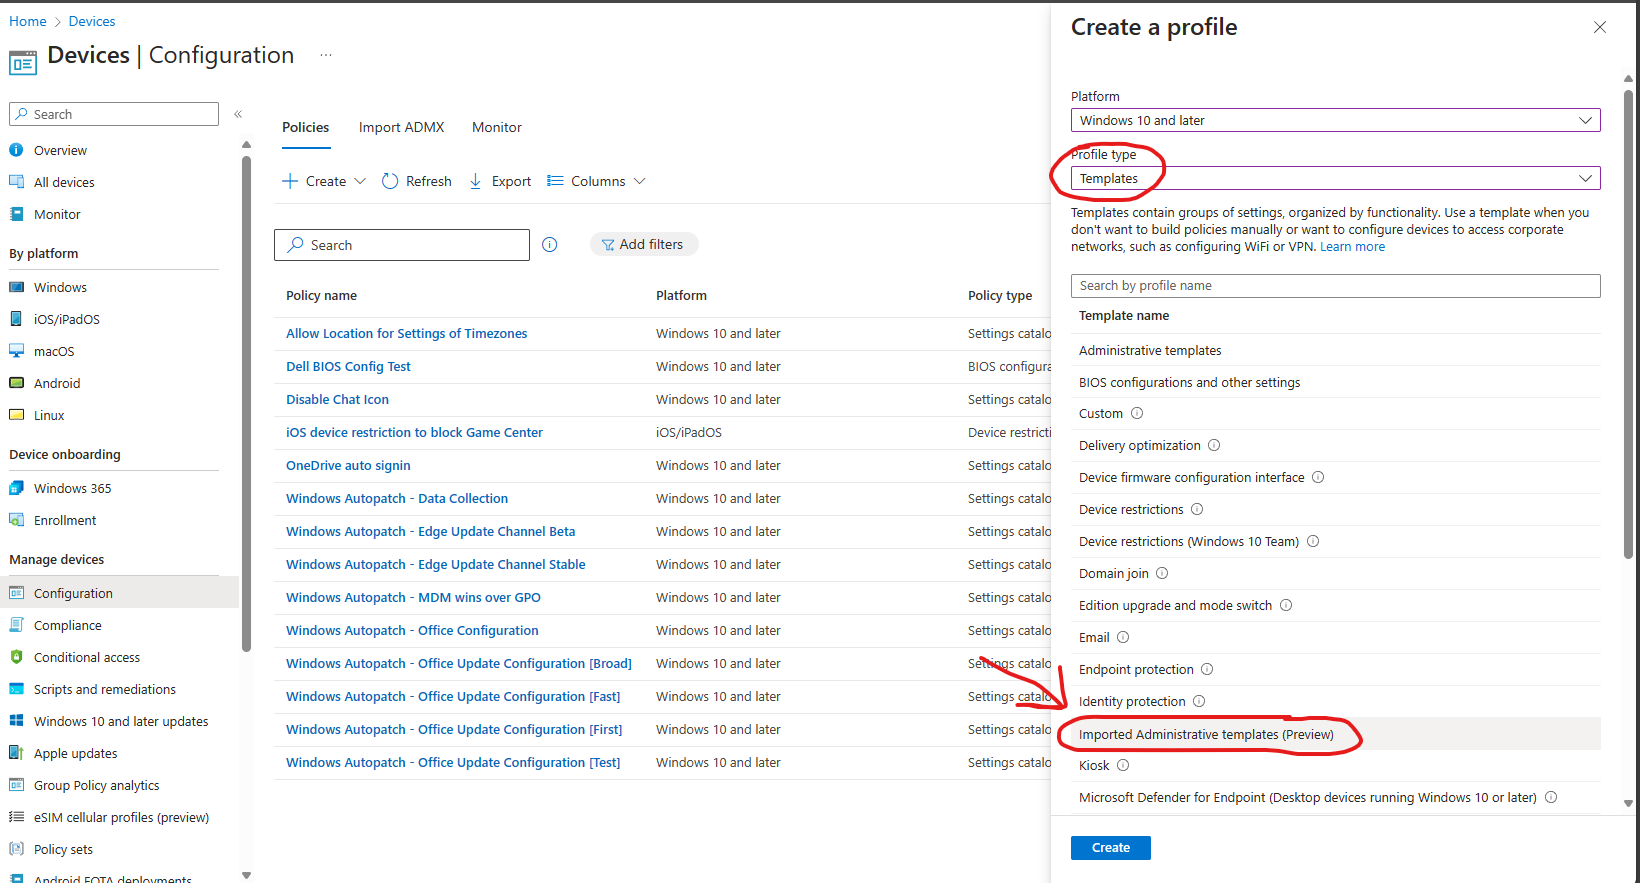 Home > Devices
Devices | Configuration ...
Search «
Overview
All devices
Monitor
By platform
Windows
iOS/iPadOS
macOS
Android
Linux
Device onboarding
Windows 365
Enrollment
Manage devices
Configuration
Compliance
Conditional access
Scripts and remediations
Windows 10 and later updates
Apple updates
Group Policy analytics
eSIM cellular profiles (preview)
Policy sets
Android FOTA deployments
Policies Import ADMX Monitor
Create Refresh Export Columns
Search Add filters
Policy name Platform Policy type
Allow Location for Settings of Timezones Windows 10 and later Settings catalo
Dell BIOS Config Test Windows 10 and later BIOS configura
Disable Chat Icon Windows 10 and later Settings catalo
iOS device restriction to block Game Center iOS/iPadOS Device restricti
OneDrive auto signin Windows 10 and later Settings catalo
Windows Autopatch - Data Collection Windows 10 and later Settings catalo
Windows Autopatch - Edge Update Channel Beta Windows 10 and later Settings catalo
Windows Autopatch - Edge Update Channel Stable Windows 10 and later Settings catalo
Windows Autopatch - MDM wins over GPO Windows 10 and later Settings catalo
Windows Autopatch - Office Configuration Windows 10 and later Settings catalo
Windows Autopatch - Office Update Configuration [Broad] Windows 10 and later Settings catalo
Windows Autopatch - Office Update Configuration [Fast] Windows 10 and later Settings catalo
Windows Autopatch - Office Update Configuration [First] Windows 10 and later Settings catalo
Windows Autopatch - Office Update Configuration [Test] Windows 10 and later Settings catalo
Create a profile
Platform
Windows 10 and later
Profile type
Templates
Templates contain groups of settings, organized by functionality. Use a template when you
don't want to build policies manually or want to configure devices to access corporate
networks, such as configuring WiFi or VPN. Learn more
Search by profile name
Template name
Administrative templates
BIOS configurations and other settings
Custom
Delivery optimization
Device firmware configuration interface
Device restrictions
Device restrictions (Windows 10 Team)
Domain join
Edition upgrade and mode switch
Email
Endpoint protection
Identity protection
Imported Administrative templates (Preview)
Kiosk
Microsoft Defender for Endpoint (Desktop devices running Windows 10 or later)
Create